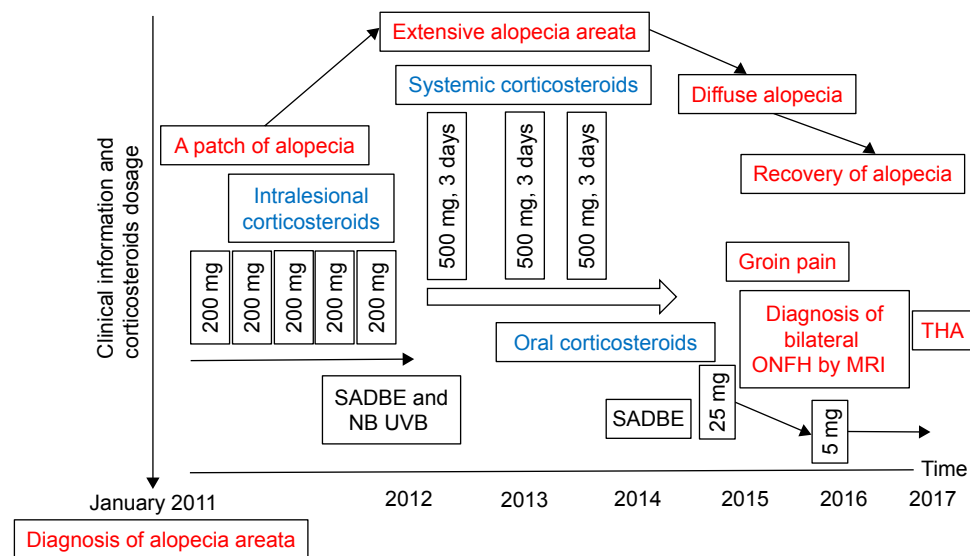 Extensive alopecia areata
Systemic corticosteroids
Diffuse alopecia
A patch of alopecia
Recovery of alopecia
Intralesional
corticosteroids
500 mg, 3 days
500 mg, 3 days
500 mg, 3 days
Clinical information and
corticosteroids dosage
200 mg
200 mg
200 mg
200 mg
200 mg
Groin pain
Diagnosis of
bilateral
ONFH by MRI
THA
Oral corticosteroids
SADBE and
NB UVB
SADBE
25 mg
5 mg
Time
January 2011
2012
2013
2014
2015
2016
2017
Diagnosis of alopecia areata